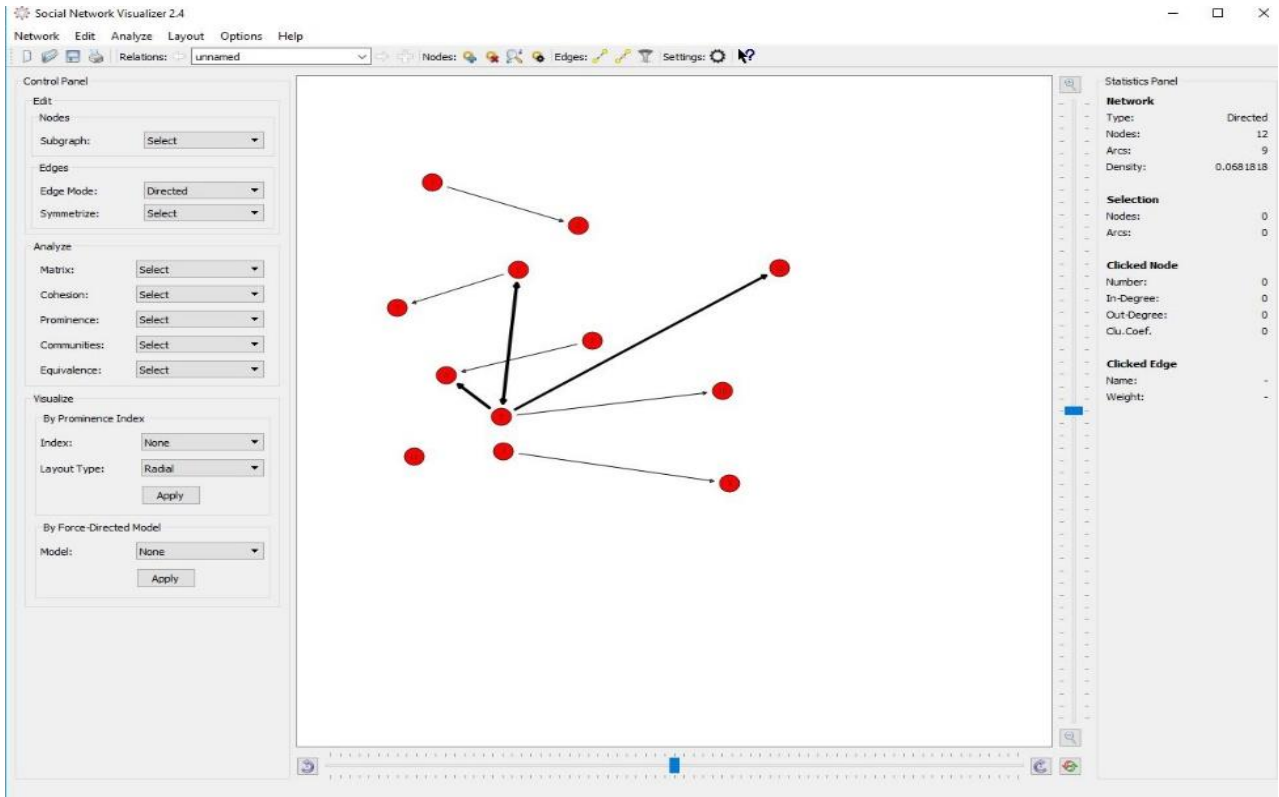 Social Network Visualizer 2.4
Network Edit Analyze Layout Options Help
Relations: unnamed Nodes: Edges: Settings:
Control Panel
Edit
Nodes
Subgraph: Select
Edges
Edge Mode: Directed
Symmetrize: Select
Analyze
Matrix: Select
Cohesion: Select
Prominence: Select
Communities: Select
Equivalence: Select
Visualize
By Prominence Index
Index: None
Layout Type: Radial
Apply
By Force-Directed Model
Model: None
Apply
Statistics Panel
Network
Type: Directed
Nodes: 12
Arcs: 9
Density: 0.0681818
Selection
Nodes: 0
Arcs: 0
Clicked Node
Number: 0
In-Degree: 0
Out-Degree: 0
Clu.Coef. 0
Clicked Edge
Name: -
Weight: -